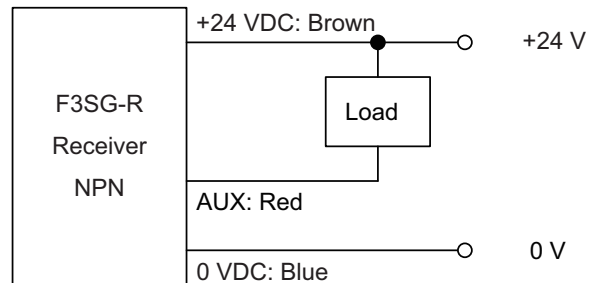 +24 VDC: Brown
+24 V
F3SG-R
Receiver
NPN
Load
AUX: Red
0 V
0 VDC: Blue